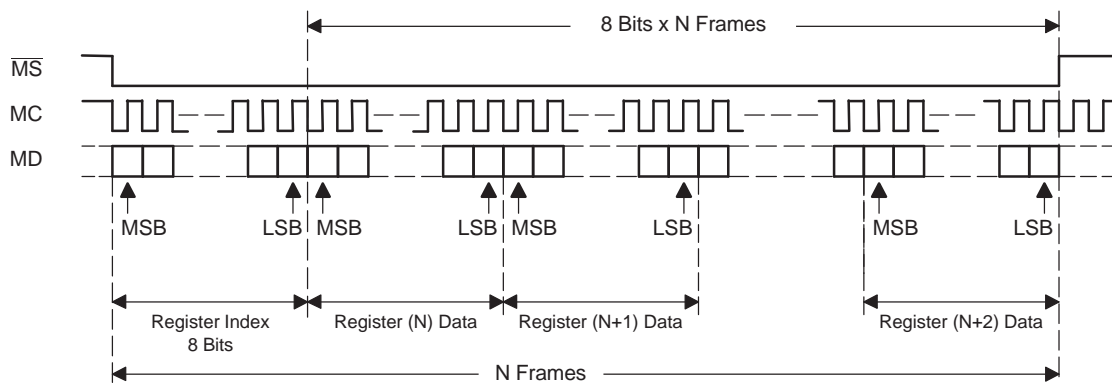 8 Bits x N Frames
MS
MC
MD
MSB LSB MSB LSB MSB LSB MSB LSB
Register Index
8 Bits
Register (N) Data
Register (N+1) Data
Register (N+2) Data
N Frames